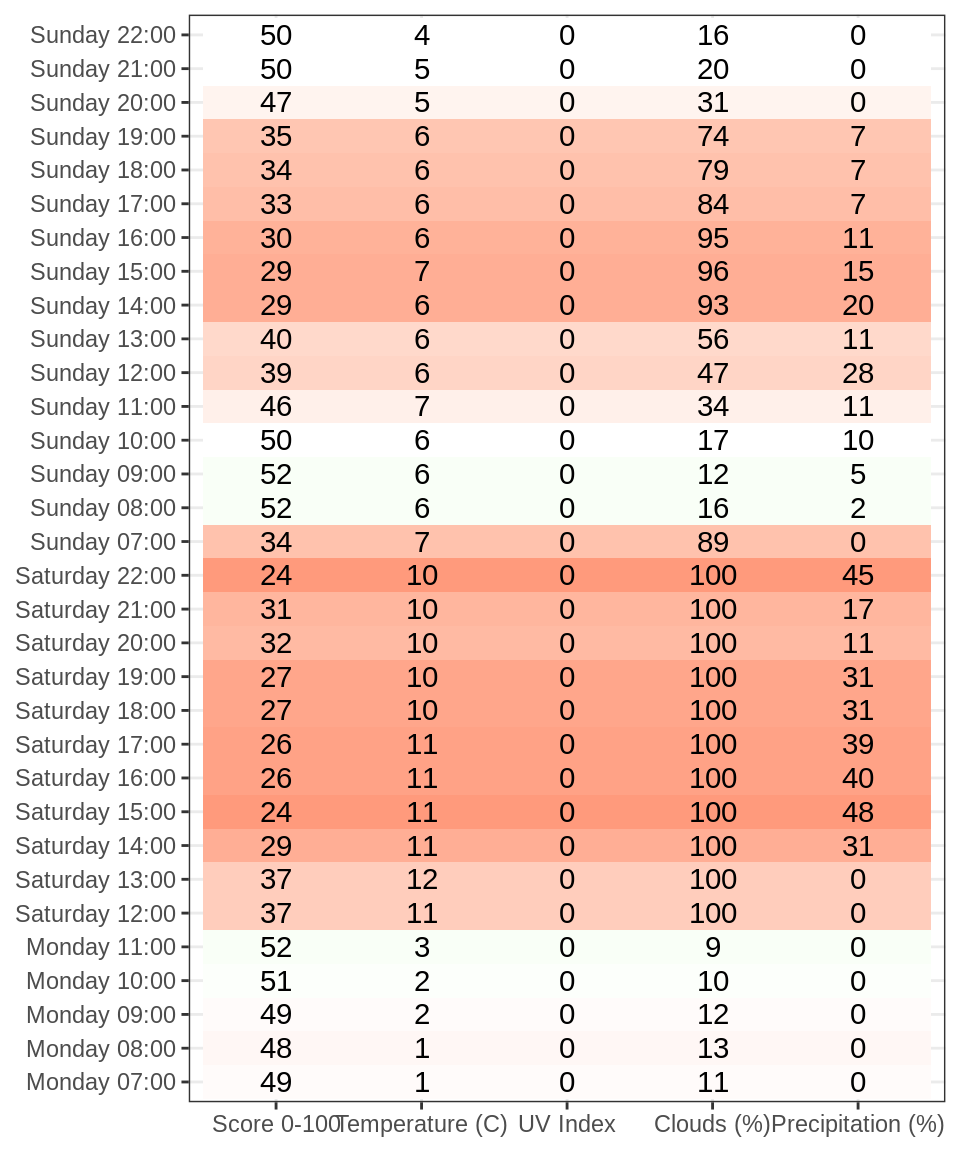 Sunday 22:00 50 4 0 16 0
Sunday 21:00 50 5 0 20 0
Sunday 20:00 47 5 0 31 0
Sunday 19:00 35 6 0 74 7
Sunday 18:00 34 6 0 79 7
Sunday 17:00 33 6 0 84 7
Sunday 16:00 30 6 0 95 11
Sunday 15:00 29 7 0 96 15
Sunday 14:00 29 6 0 93 20
Sunday 13:00 40 6 0 56 11
Sunday 12:00 39 6 0 47 28
Sunday 11:00 46 7 0 34 11
Sunday 10:00 50 6 0 17 10
Sunday 09:00 52 6 0 12 5
Sunday 08:00 52 6 0 16 2
Sunday 07:00 34 7 0 89 0
Saturday 22:00 24 10 0 100 45
Saturday 21:00 31 10 0 100 17
Saturday 20:00 32 10 0 100 11
Saturday 19:00 27 10 0 100 31
Saturday 18:00 27 10 0 100 31
Saturday 17:00 26 11 0 100 39
Saturday 16:00 26 11 0 100 40
Saturday 15:00 24 11 0 100 48
Saturday 14:00 29 11 0 100 31
Saturday 13:00 37 12 0 100 0
Saturday 12:00 37 11 0 100 0
Monday 11:00 52 3 0 9 0
Monday 10:00 51 2 0 10 0
Monday 09:00 49 2 0 12 0
Monday 08:00 48 1 0 13 0
Monday 07:00 49 1 0 11 0
Score 0-100 Temperature (C) UV Index Clouds (%) Precipitation (%)